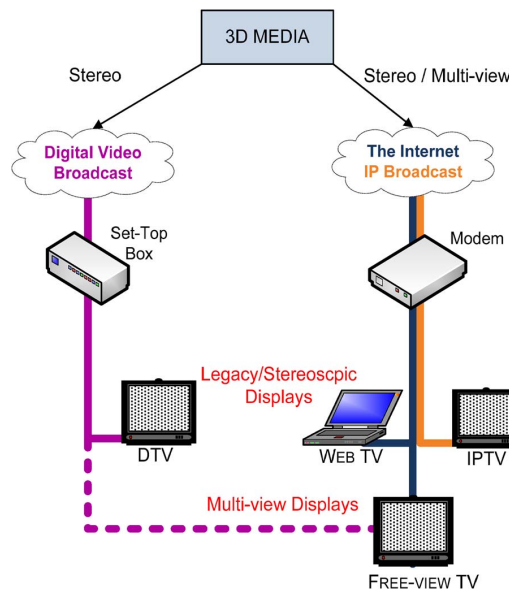 3D MEDIA
Stereo
Stereo / Multi-view
Digital Video
Broadcast
The Internet
IP Broadcast
Set-Top
Box
Modem
Legacy/Stereoscpic
Displays
DTV
WEB TV
IPTV
Multi-view Displays
FREE-VIEW TV